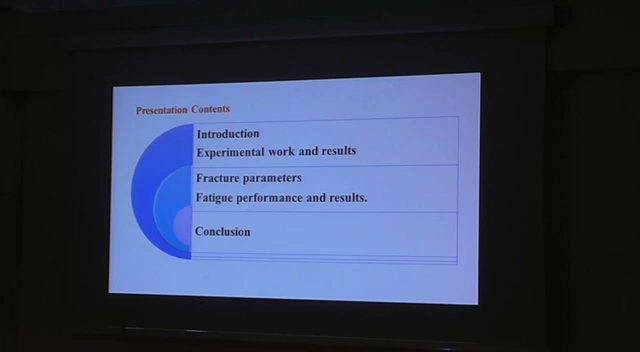 Presentation Contents
Introduction
Experimental work and results
Fracture parameters
Fatigue performance and results.
Conclusion